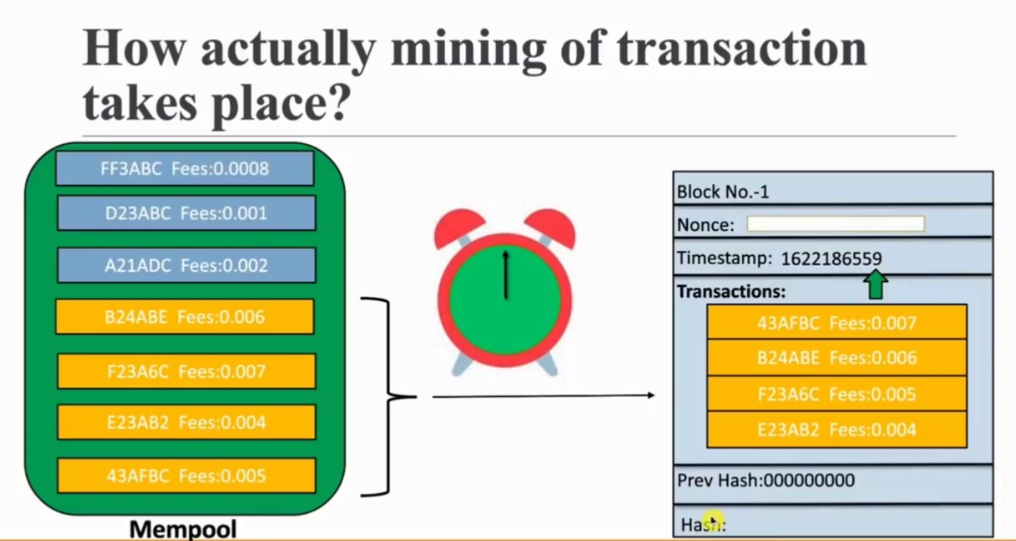 How actually mining of transaction
takes place?
FF3ABC Fees:0.0008
D23ABC Fees:0.001
A21ADC Fees:0.002
B24ABE Fees:0.006
F23A6C Fees:0.007
E23AB2 Fees:0.004
43AFBC Fees:0.005
Mempool
Block No.-1
Nonce:
Timestamp: 1622186559
Transactions:
43AFBC Fees:0.007
B24ABE Fees:0.006
F23A6C Fees:0.005
E23AB2 Fees:0.004
Prev Hash:000000000
Hash: